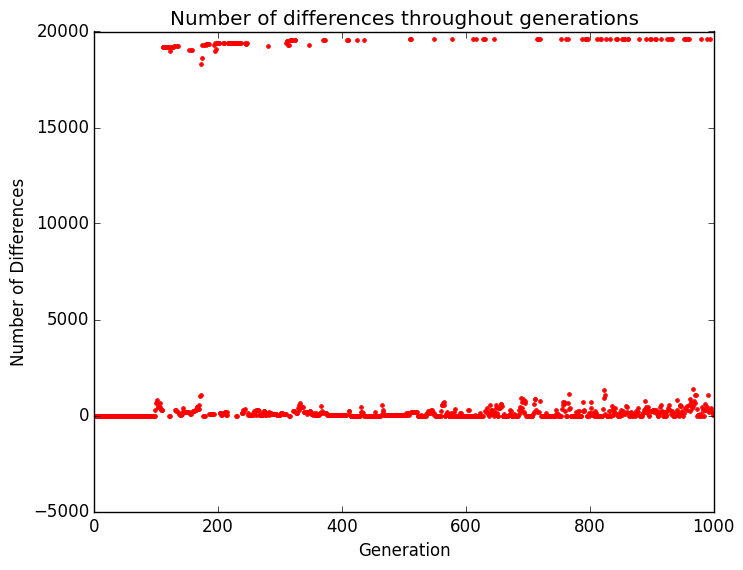 Number of differences throughout generations
20000
15000
10000
5000
0
−5000
Number of Differences
0 200 400 600 800 1000
Generation